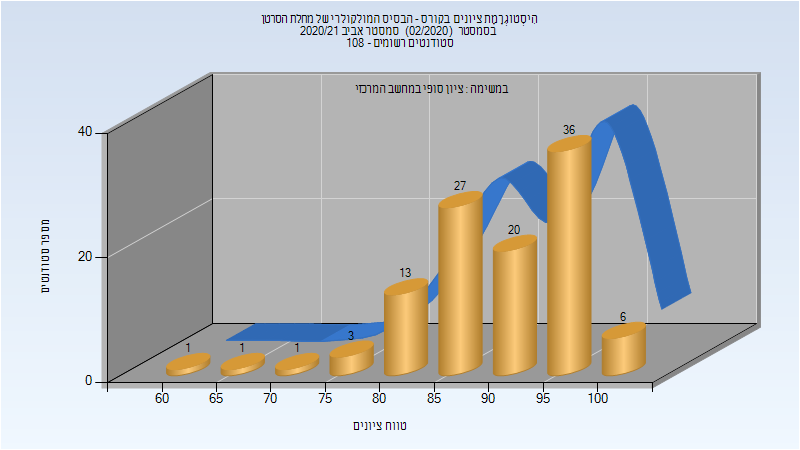 הִיסְטוֹגְרָמַת ציונים בקורס - הבסיס המולקולרי של מחלת הסרטן
בסמסטר (02/2020) סמסטר אביב 2020/21
סטודנטים רשומים - 108
במשימה : ציון סופי במחשב המרכזי
מספר סטודנטים
40
20
0
1
1
1
3
13
27
20
36
6
60 65 70 75 80 85 90 95 100
טווח ציונים